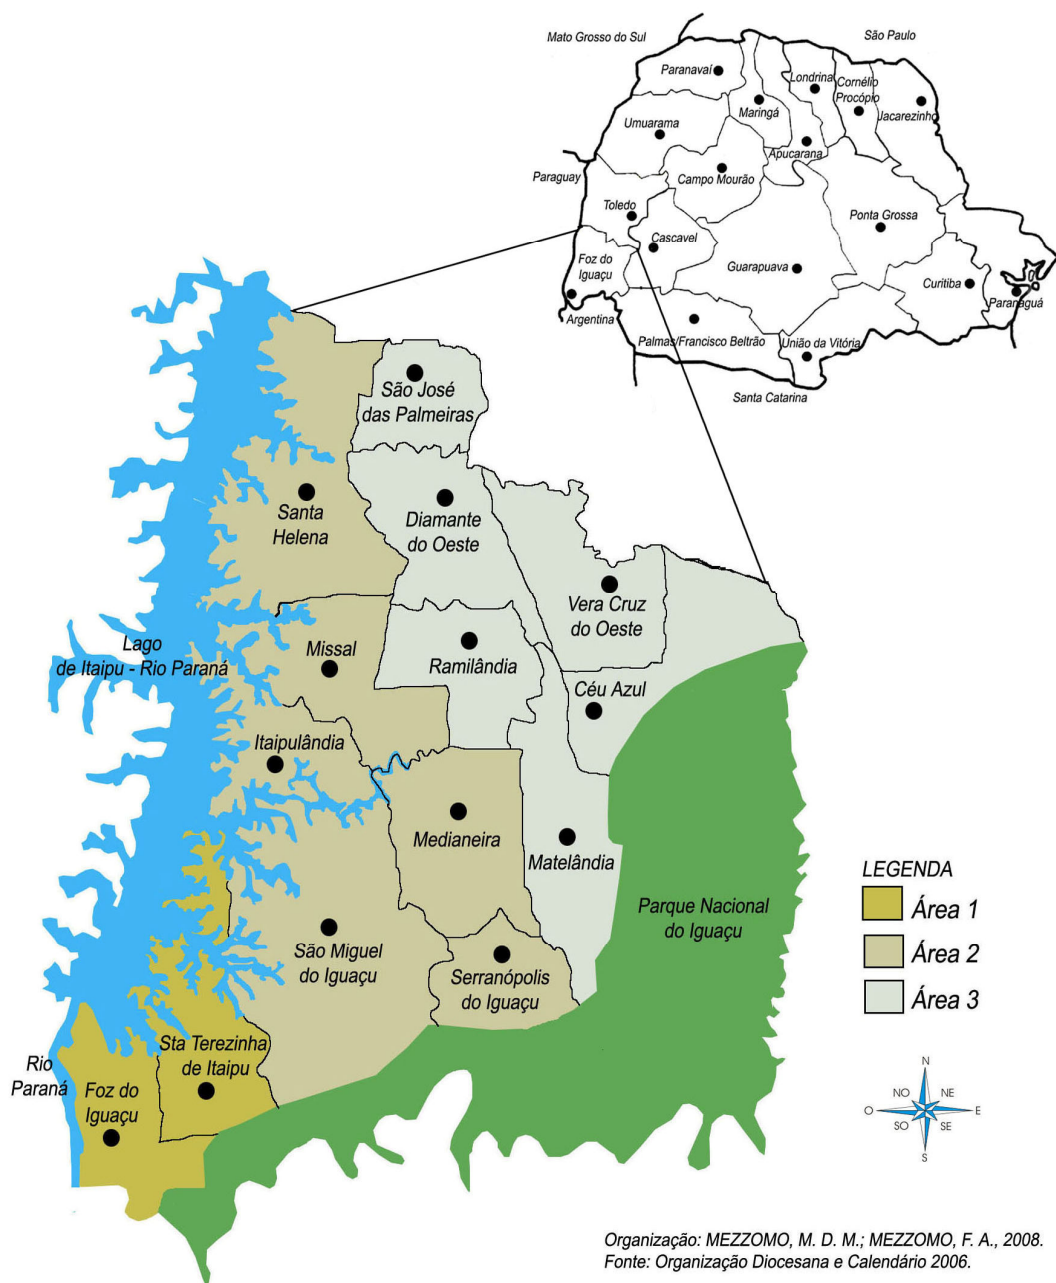 Mato Grosso do Sul
São Paulo
Paranavaí
Londrina
Cornélio
Procópio
Maringá
Jacarezinho
Umuarama
Apucarana
Paraguay
Campo Mourão
Toledo
Ponta Grossa
Cascavel
Foz do
Iguaçu
Guarapuava
Curitiba
Paranaguá
Argentina
Palmas/Francisco Beltrão
União da Vitória
Santa Catarina
São José
das Palmeiras
Santa
Helena
Diamante
do Oeste
Vera Cruz
do Oeste
Lago
de Itaipu - Rio Paraná
Missal
Ramilândia
Céu Azul
Itaipulândia
Medianeira
Matelândia
LEGENDA
Área 1
Área 2
Área 3
Parque Nacional
do Iguaçu
São Miguel
do Iguaçu
Serranópolis
do Iguaçu
Sta Terezinha
de Itaipu
Rio
Paraná
Foz do
Iguaçu
N
NO
NE
O
E
SO
SE
S
Organização: MEZZOMO, M. D. M.; MEZZOMO, F. A., 2008.
Fonte: Organização Diocesana e Calendário 2006.